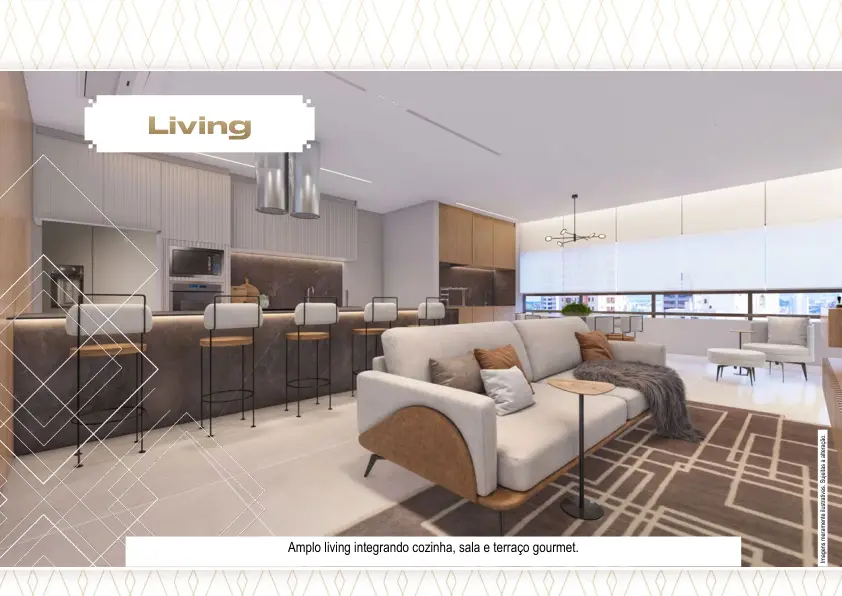 Living
Amplo living integrando cozinha, sala e terraço gourmet.
Imagens meramente ilustrativas. Sujeitas a alteração.